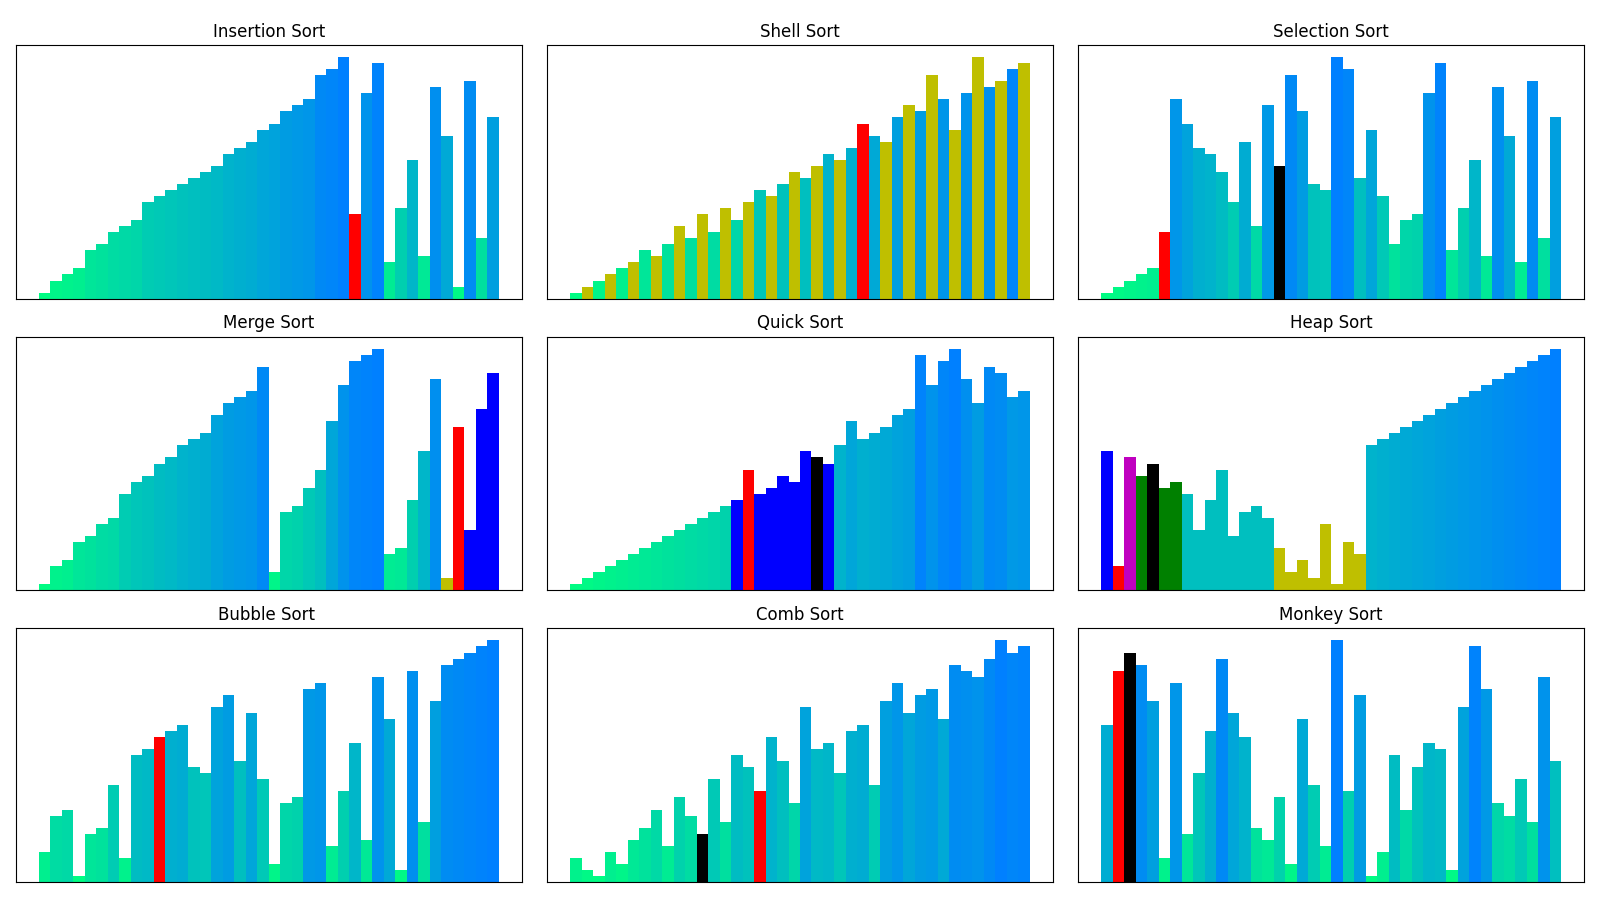 Insertion Sort
Shell Sort
Selection Sort
Merge Sort
Quick Sort
Heap Sort
Bubble Sort
Comb Sort
Monkey Sort